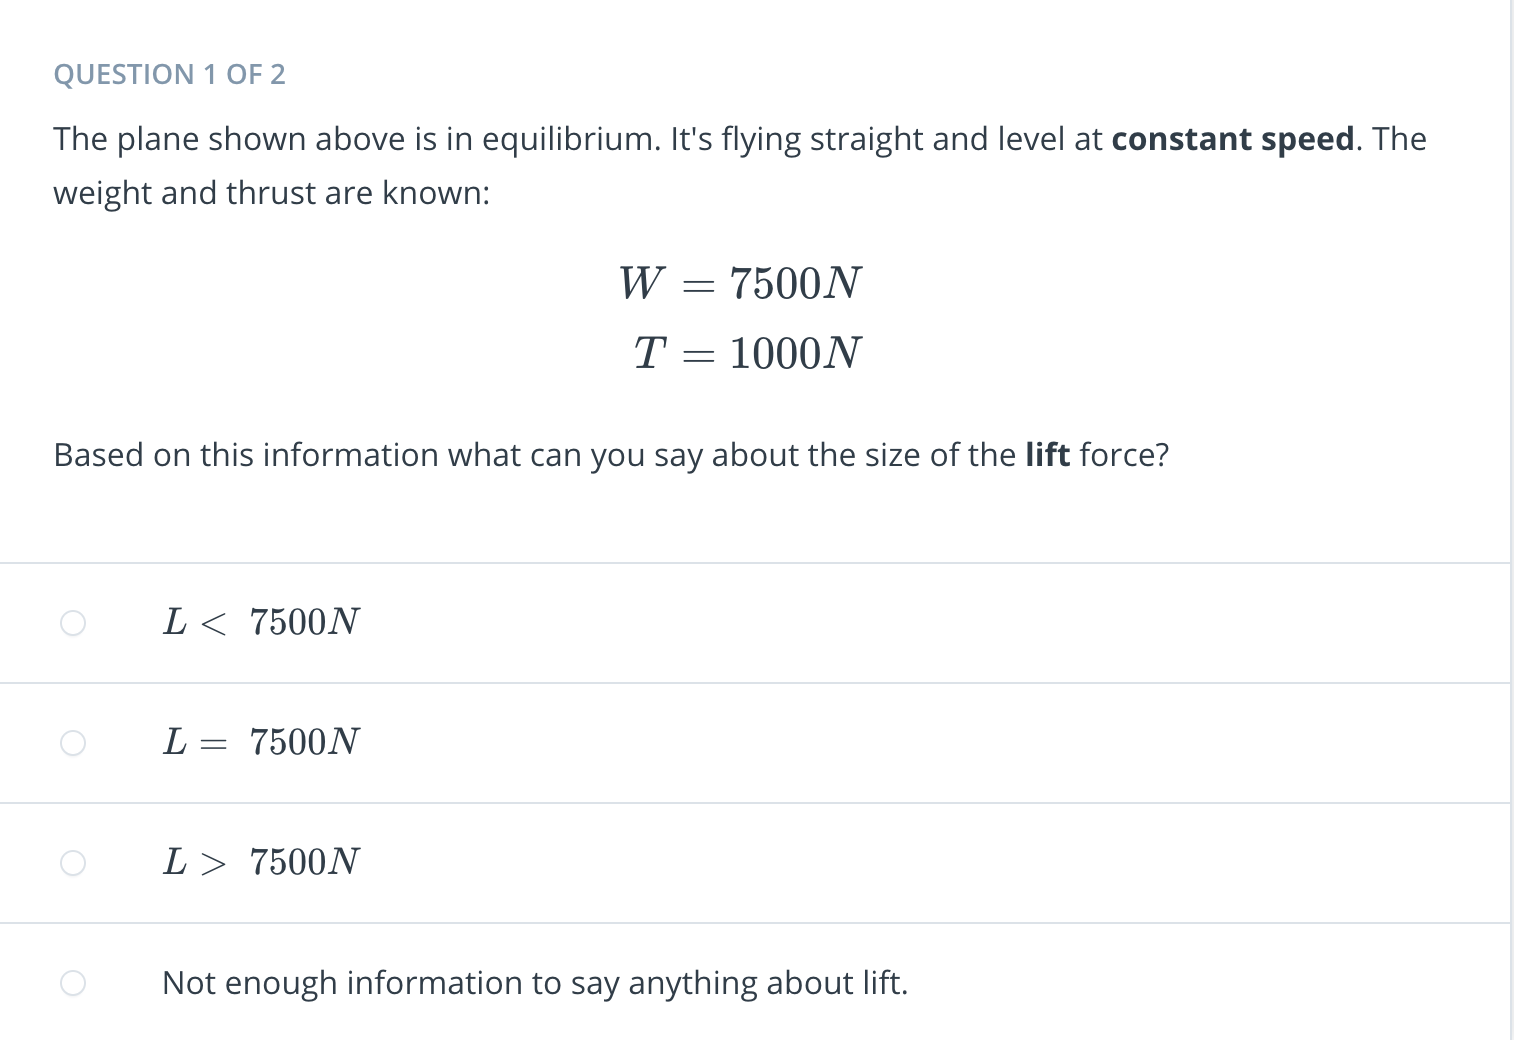 QUESTION 1 OF 2
The plane shown above is in equilibrium. It's flying straight and level at constant speed. The
weight and thrust are known:
W = 7500N
T = 1000N
Based on this information what can you say about the size of the lift force?
L < 7500N
L = 7500N
L > 7500N
Not enough information to say anything about lift.